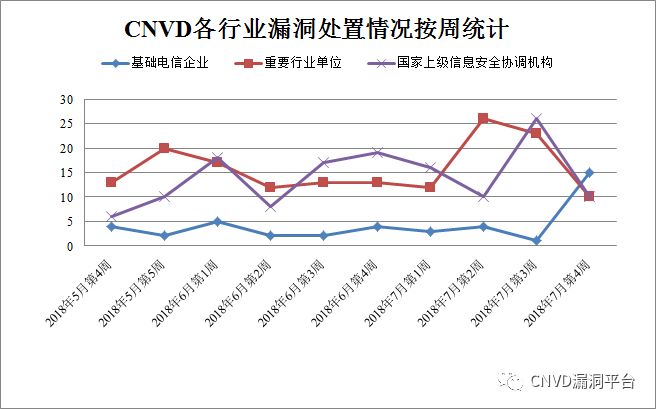 CNVD各行业漏洞处置情况按周统计
基础电信企业 重要行业单位 国家上级信息安全协调机构
30
25
20
15
10
5
0
2018年5月第4周
2018年5月第5周
2018年6月第1周
2018年6月第2周
2018年6月第3周
2018年6月第4周
2018年7月第1周
2018年7月第2周
2018年7月第3周
2018年7月第4周
CNVD漏洞平台